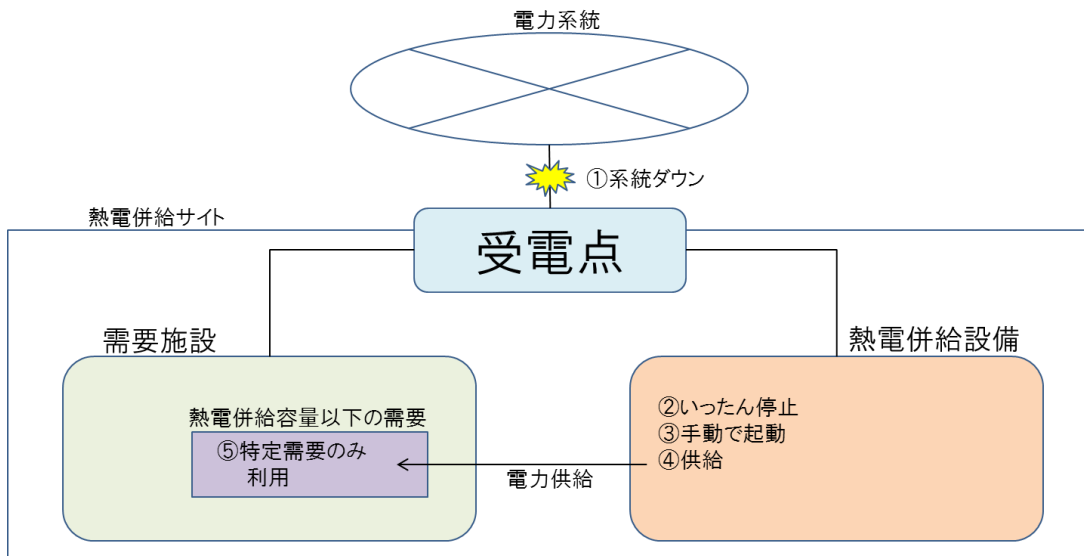 電力系統
①系統ダウン
熱電併給サイト
受電点
需要施設
熱電併給設備
熱電併給容量以下の需要
⑤特定需要のみ
利用
②いったん停止
③手動で起動
④供給
電力供給